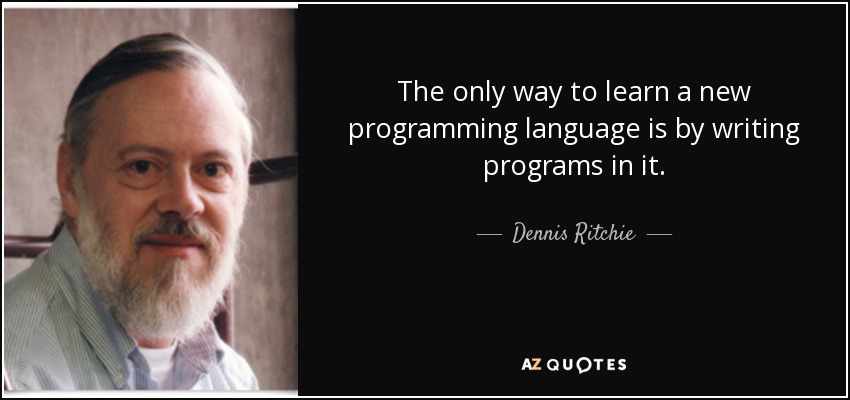 The only way to learn a new
programming language is by writing
programs in it.
Dennis Ritchie
AZ QUOTES